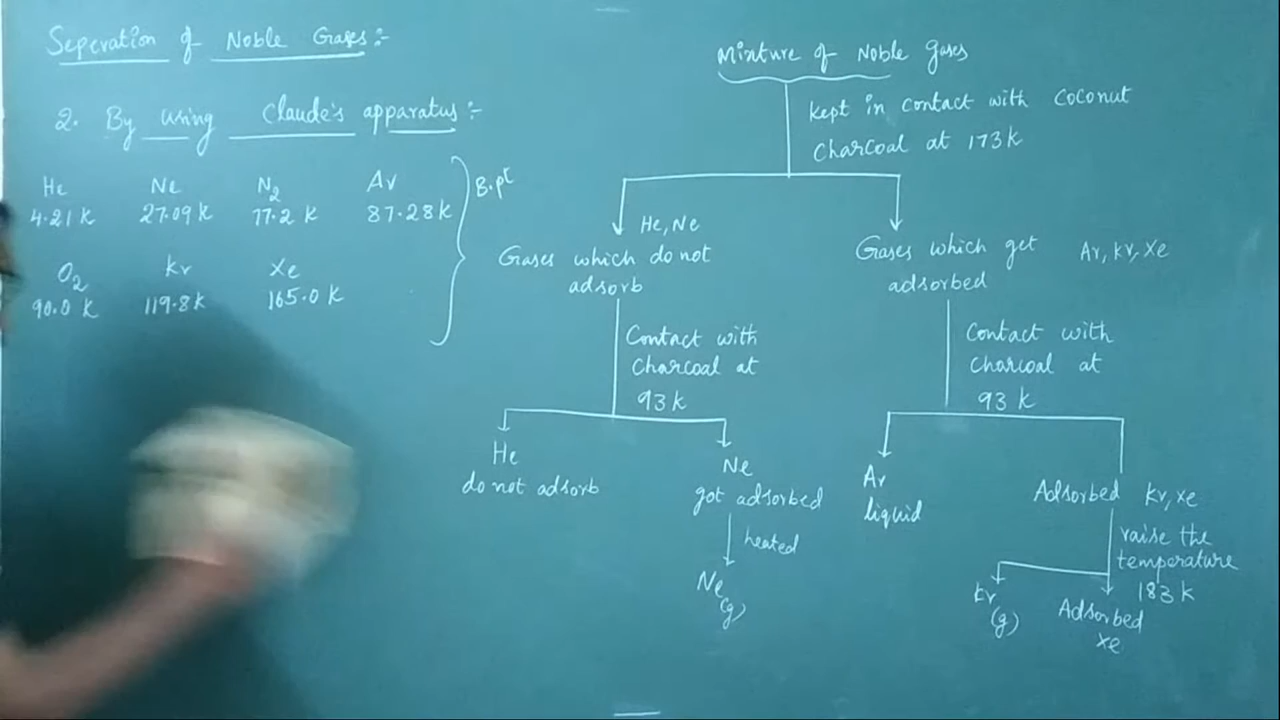 Seperation of Noble Gases:-
2. By using Claude's apparatus:-
He Ne N2 Ar
4.21 K 27.09 K 77.2 K 87.28 K
B.pt
O2 Kr Xe
90.0 K 119.8 K 165.0 K
Mixture of Noble gases
kept in contact with coconut
charcoal at 173 K
He, Ne
Gases which do not
adsorb
Contact with
charcoal at
93 K
He
do not adsorb
Ne
got adsorbed
heated
Ne (g)
Gases which get Ar, Kr, Xe
adsorbed
Contact with
charcoal at
93 K
Ar
liquid
Adsorbed Kr, Xe
raise the
temperature
183 K
Kr
(g)
Adsorbed
Xe